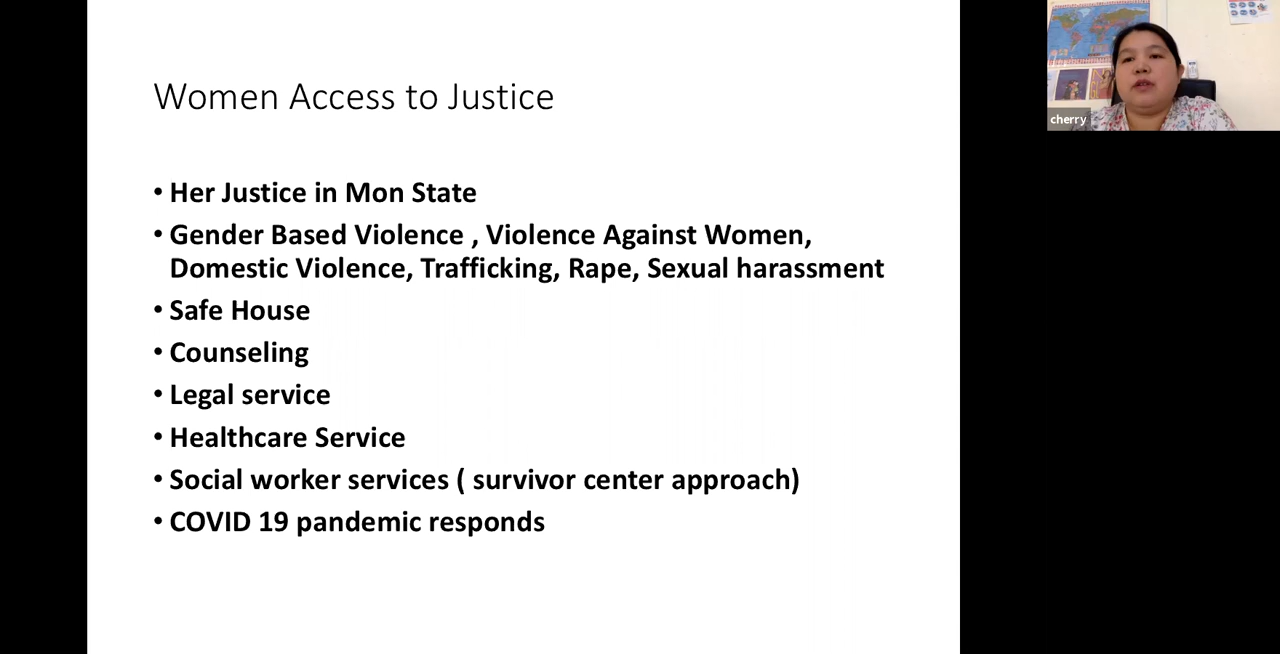 Women Access to Justice
• Her Justice in Mon State
• Gender Based Violence , Violence Against Women,
Domestic Violence, Trafficking, Rape, Sexual harassment
• Safe House
• Counseling
• Legal service
• Healthcare Service
• Social worker services ( survivor center approach)
• COVID 19 pandemic responds
cherry